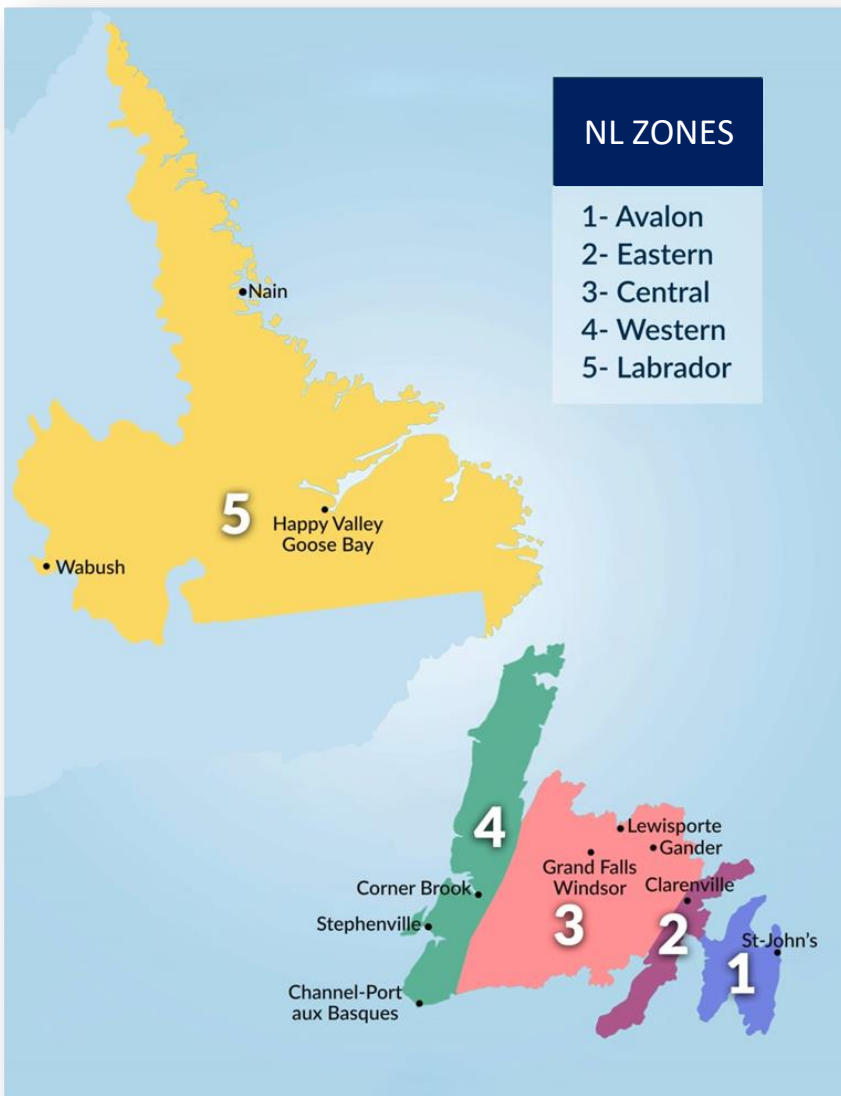 NL ZONES
1- Avalon
2- Eastern
3- Central
4- Western
5- Labrador
Nain
5
Happy Valley
Goose Bay
Wabush
4
Lewisporte
Gander
Grand Falls
Windsor
Clarenville
Corner Brook
3
Stephenville
2
St-John's
1
Channel-Port
aux Basques